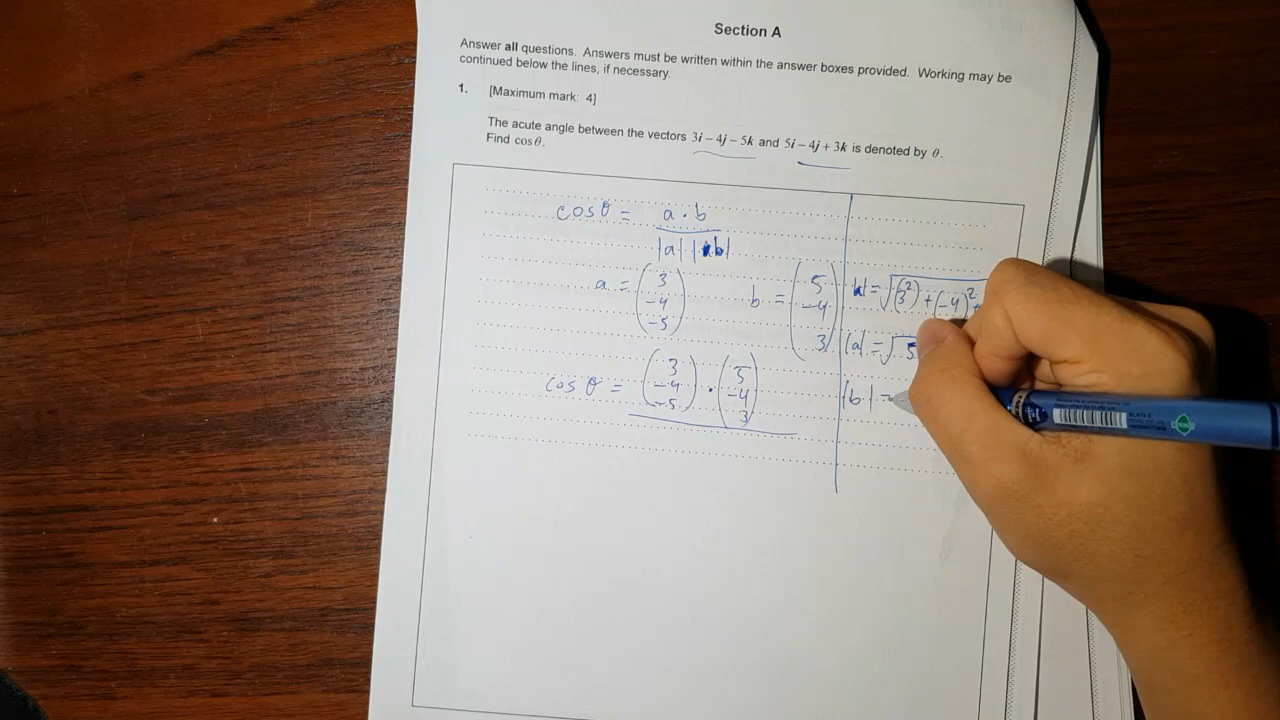 Section A
Answer all questions. Answers must be written within the answer boxes provided. Working may be
continued below the lines, if necessary.
1. [Maximum mark: 4]
The acute angle between the vectors 3i – 4j – 5k and 5i – 4j + 3k is denoted by θ.
Find cos θ.
cos θ = a · b
|a| |b|
a = ( 3 -4 -5 ) b = ( 5 -4 3 )
cos θ = ( 3 -4 -5 ) · ( 5 -4 3 )
= √(3²) + (-4)² +
|a| = √5
|b| =